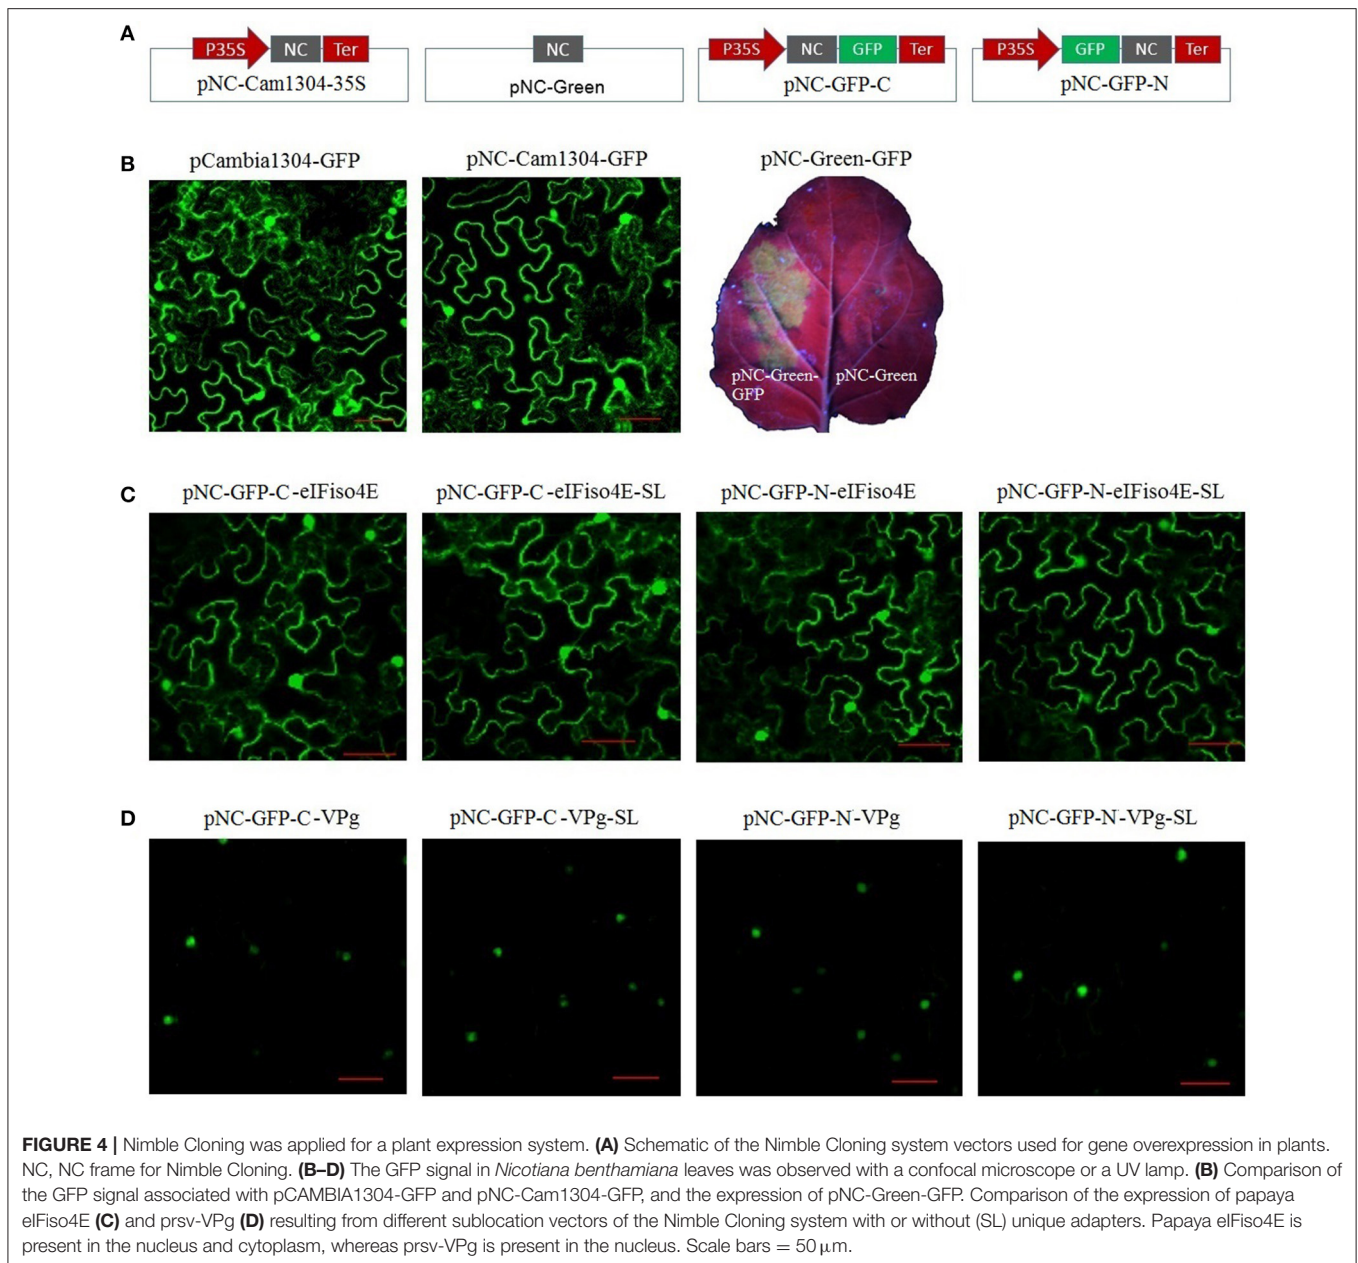 A
P35S NC Ter
pNC-Cam1304-35S
NC
pNC-Green
P35S NC GFP Ter
pNC-GFP-C
P35S GFP NC Ter
pNC-GFP-N
B
pCambia1304-GFP
pNC-Cam1304-GFP
pNC-Green-GFP
pNC-Green-
GFP
pNC-Green
C
pNC-GFP-C-eIFiso4E
pNC-GFP-C-eIFiso4E-SL
pNC-GFP-N-eIFiso4E
pNC-GFP-N-eIFiso4E-SL
D
pNC-GFP-C-VPg
pNC-GFP-C-VPg-SL
pNC-GFP-N-VPg
pNC-GFP-N-VPg-SL
FIGURE 4 | Nimble Cloning was applied for a plant expression system. (A) Schematic of the Nimble Cloning system vectors used for gene overexpression in plants.
NC, NC frame for Nimble Cloning. (B–D) The GFP signal in Nicotiana benthamiana leaves was observed with a confocal microscope or a UV lamp. (B) Comparison of
the GFP signal associated with pCAMBIA1304-GFP and pNC-Cam1304-GFP, and the expression of pNC-Green-GFP. Comparison of the expression of papaya
eIFiso4E (C) and prsv-VPg (D) resulting from different sublocation vectors of the Nimble Cloning system with or without (SL) unique adapters. Papaya eIFiso4E is
present in the nucleus and cytoplasm, whereas prsv-VPg is present in the nucleus. Scale bars = 50 μm.